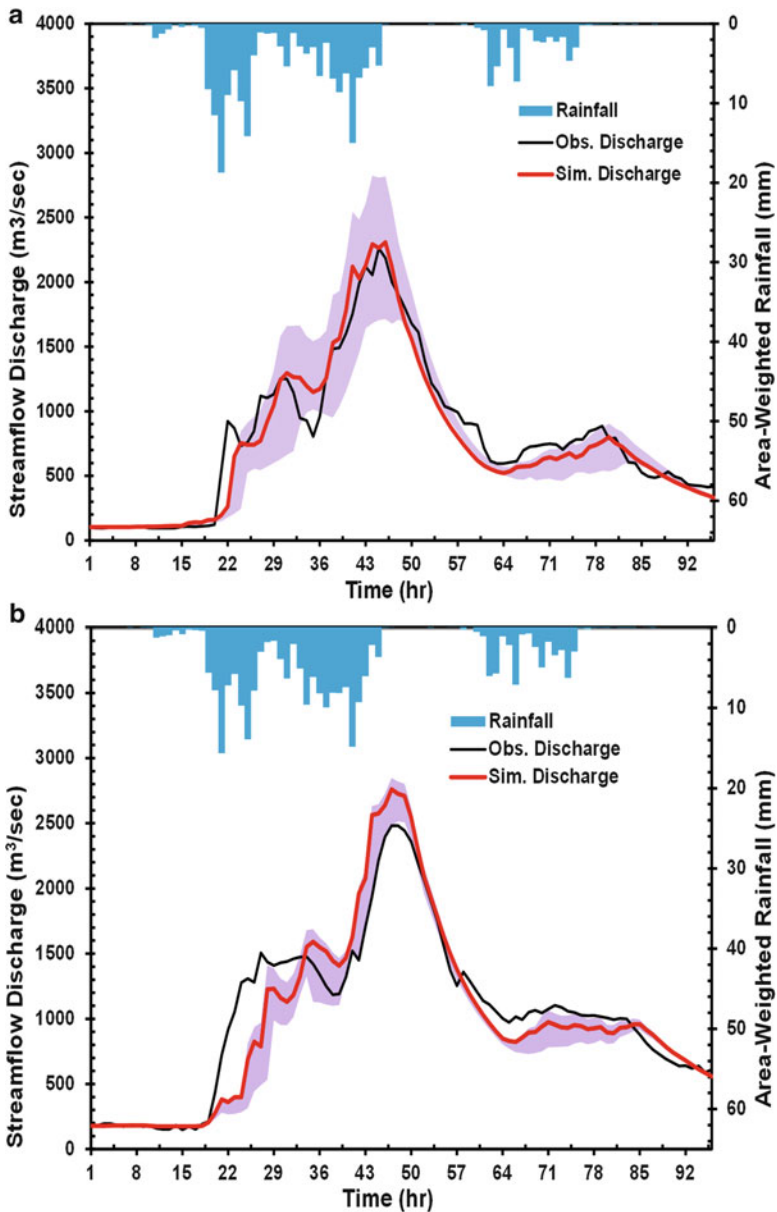 a
Streamflow Discharge (m3/sec)
4000
3500
3000
2500
2000
1500
1000
500
0
Rainfall
Obs. Discharge
Sim. Discharge
0
10
20
30
40
50
60
Area-Weighted Rainfall (mm)
1 8 15 22 29 36 43 50 57 64 71 78 85 92
Time (hr)
b
Streamflow Discharge (m³/sec)
4000
3500
3000
2500
2000
1500
1000
500
0
Rainfall
Obs. Discharge
Sim. Discharge
0
10
20
30
40
50
60
Area-Weighted Rainfall (mm)
1 8 15 22 29 36 43 50 57 64 71 78 85 92
Time (hr)